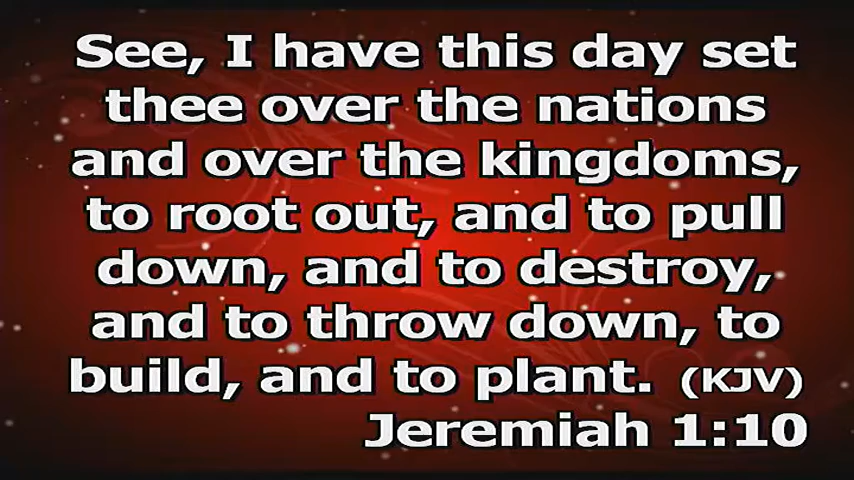 See, I have this day set
thee over the nations
and over the kingdoms,
to root out, and to pull
down, and to destroy,
and to throw down, to
build, and to plant. (KJV)
Jeremiah 1:10